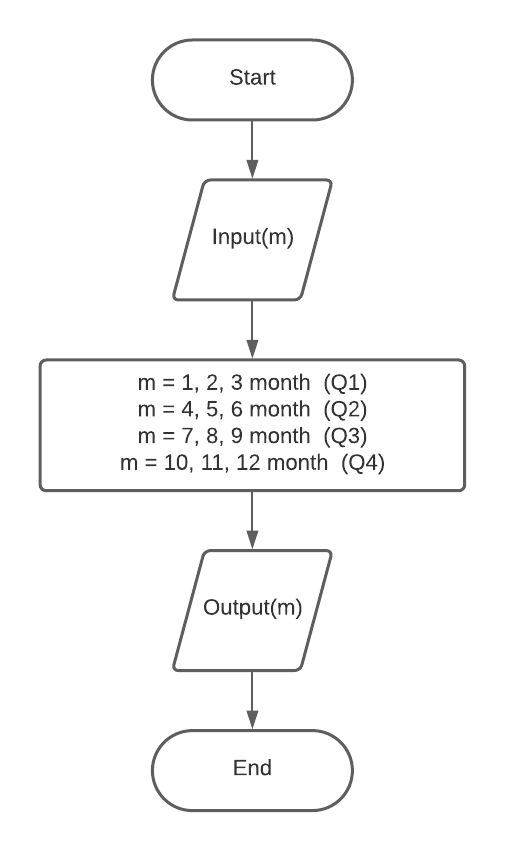 Start
Input(m)
m = 1, 2, 3 month  (Q1)
m = 4, 5, 6 month  (Q2)
m = 7, 8, 9 month  (Q3)
m = 10, 11, 12 month  (Q4)
Output(m)
End